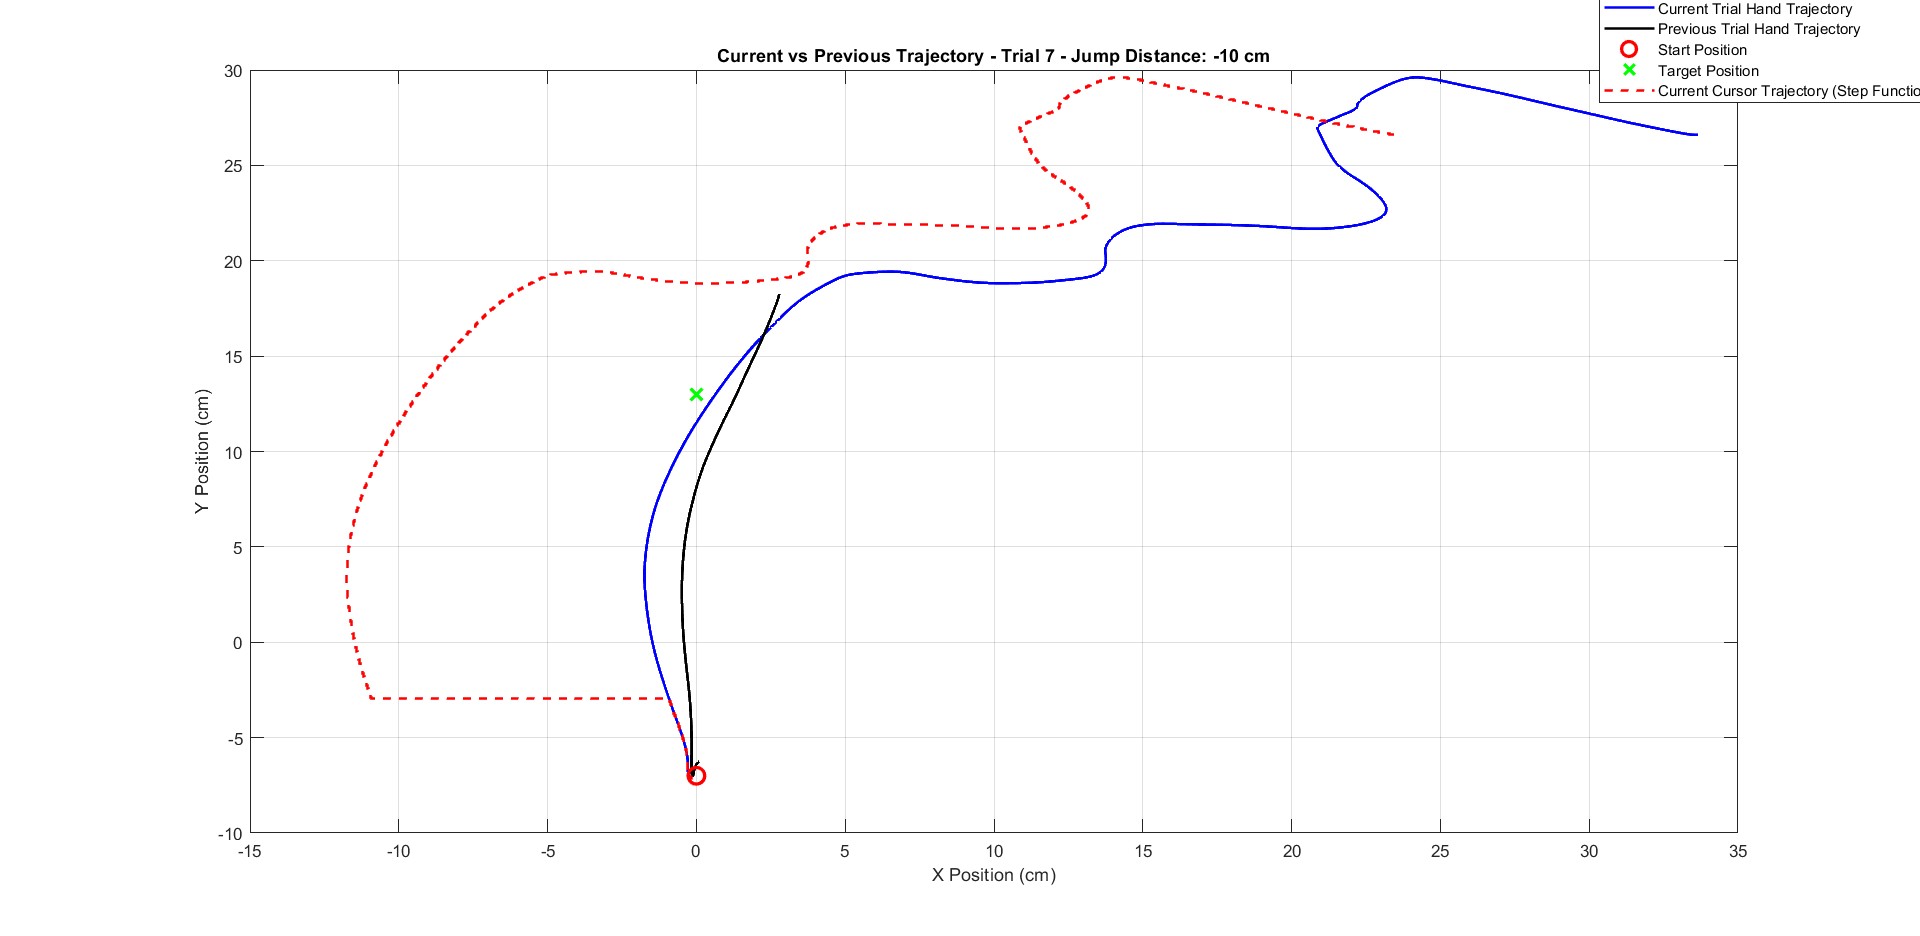 Current Trial Hand Trajectory
Previous Trial Hand Trajectory
Start Position
Target Position
Current Cursor Trajectory (Step Functio
Current vs Previous Trajectory - Trial 7 - Jump Distance: -10 cm
30
25
20
15
10
5
0
-5
-10
Y Position (cm)
-15
-10
-5
0
5
10
15
20
25
30
35
X Position (cm)